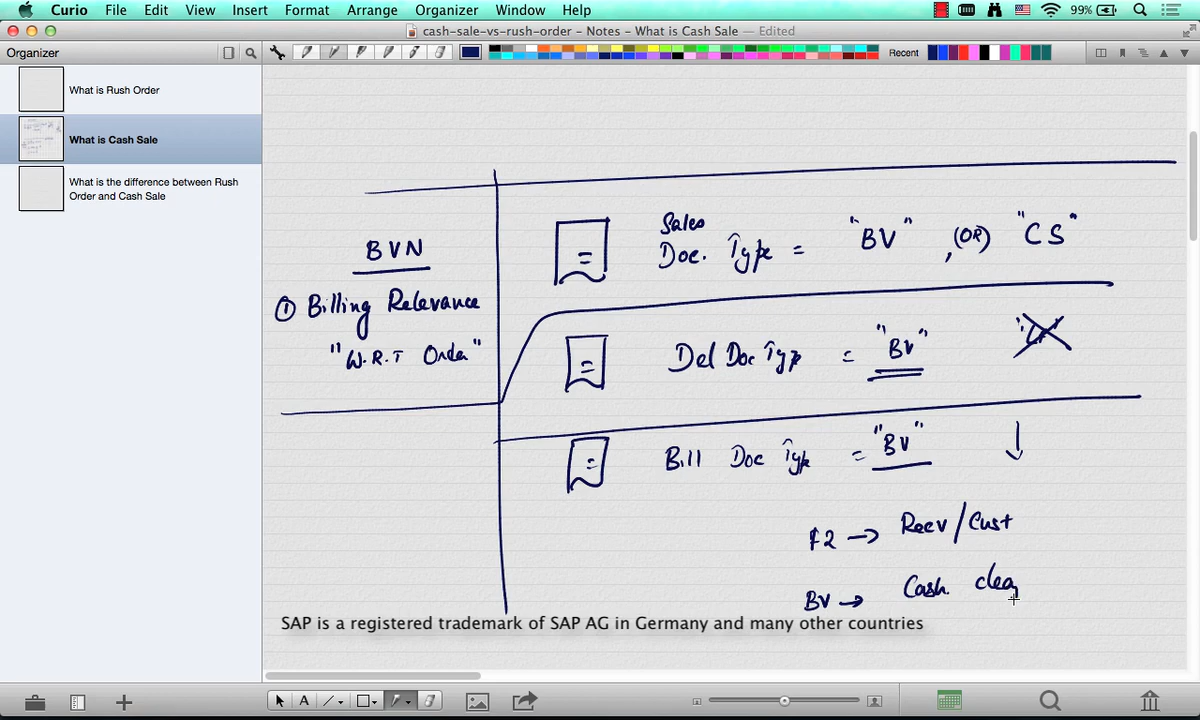 Curio File Edit View Insert Format Arrange Organizer Window Help 99%
cash-sale-vs-rush-order - Notes - What is Cash Sale — Edited
Organizer
A
Recent
What is Rush Order
What is Cash Sale
What is the difference between Rush
Order and Cash Sale
BVN
① Billing Relevance
"W.R.T Order"
Sales
Doc. Type = "BV", (OR) "CS"
Del Doc Typ = "BV"
Bill Doc Typ = "BV"
F2 → Recv/Cust
BV → Cash clea
SAP is a registered trademark of SAP AG in Germany and many other countries
A